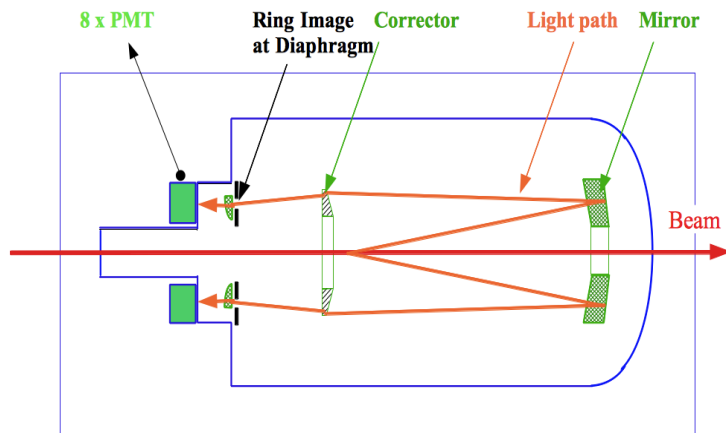 8 x PMT
Ring Image
at Diaphragm
Corrector
Light path
Mirror
Beam